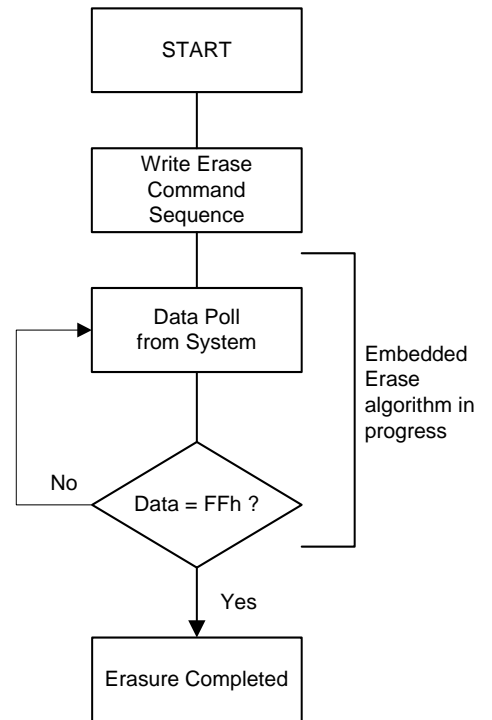 START
Write Erase
Command
Sequence
Data Poll
from System
Embedded
Erase
algorithm in
progress
No
Data = FFh ?
Yes
Erasure Completed